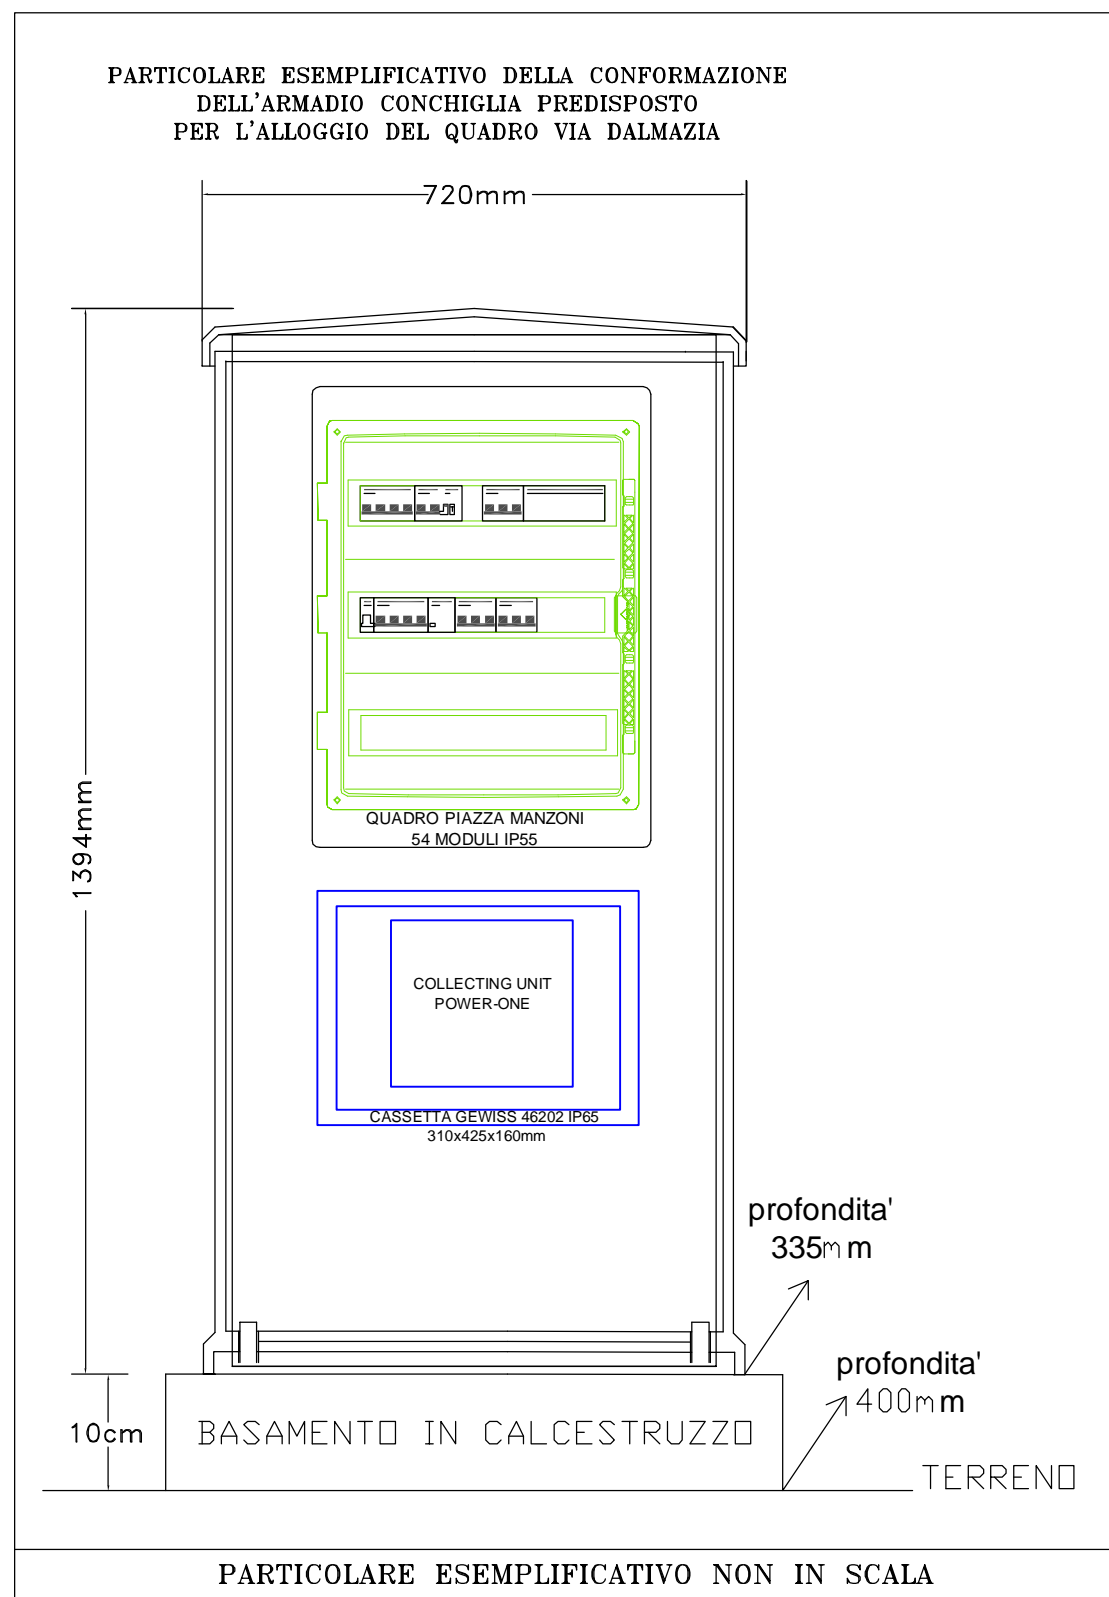 PARTICOLARE ESEMPLIFICATIVO DELLA CONFORMAZIONE
DELL'ARMADIO CONCHIGLIA PREDISPOSTO
PER L'ALLOGGIO DEL QUADRO VIA DALMAZIA
720mm
1394mm
QUADRO PIAZZA MANZONI
54 MODULI IP55
COLLECTING UNIT
POWER-ONE
CASSETTA GEWISS 46202 IP65
310x425x160mm
profondita'
335mm
profondita'
400mm
10cm
BASAMENTO IN CALCESTRUZZO
TERRENO
PARTICOLARE ESEMPLIFICATIVO NON IN SCALA